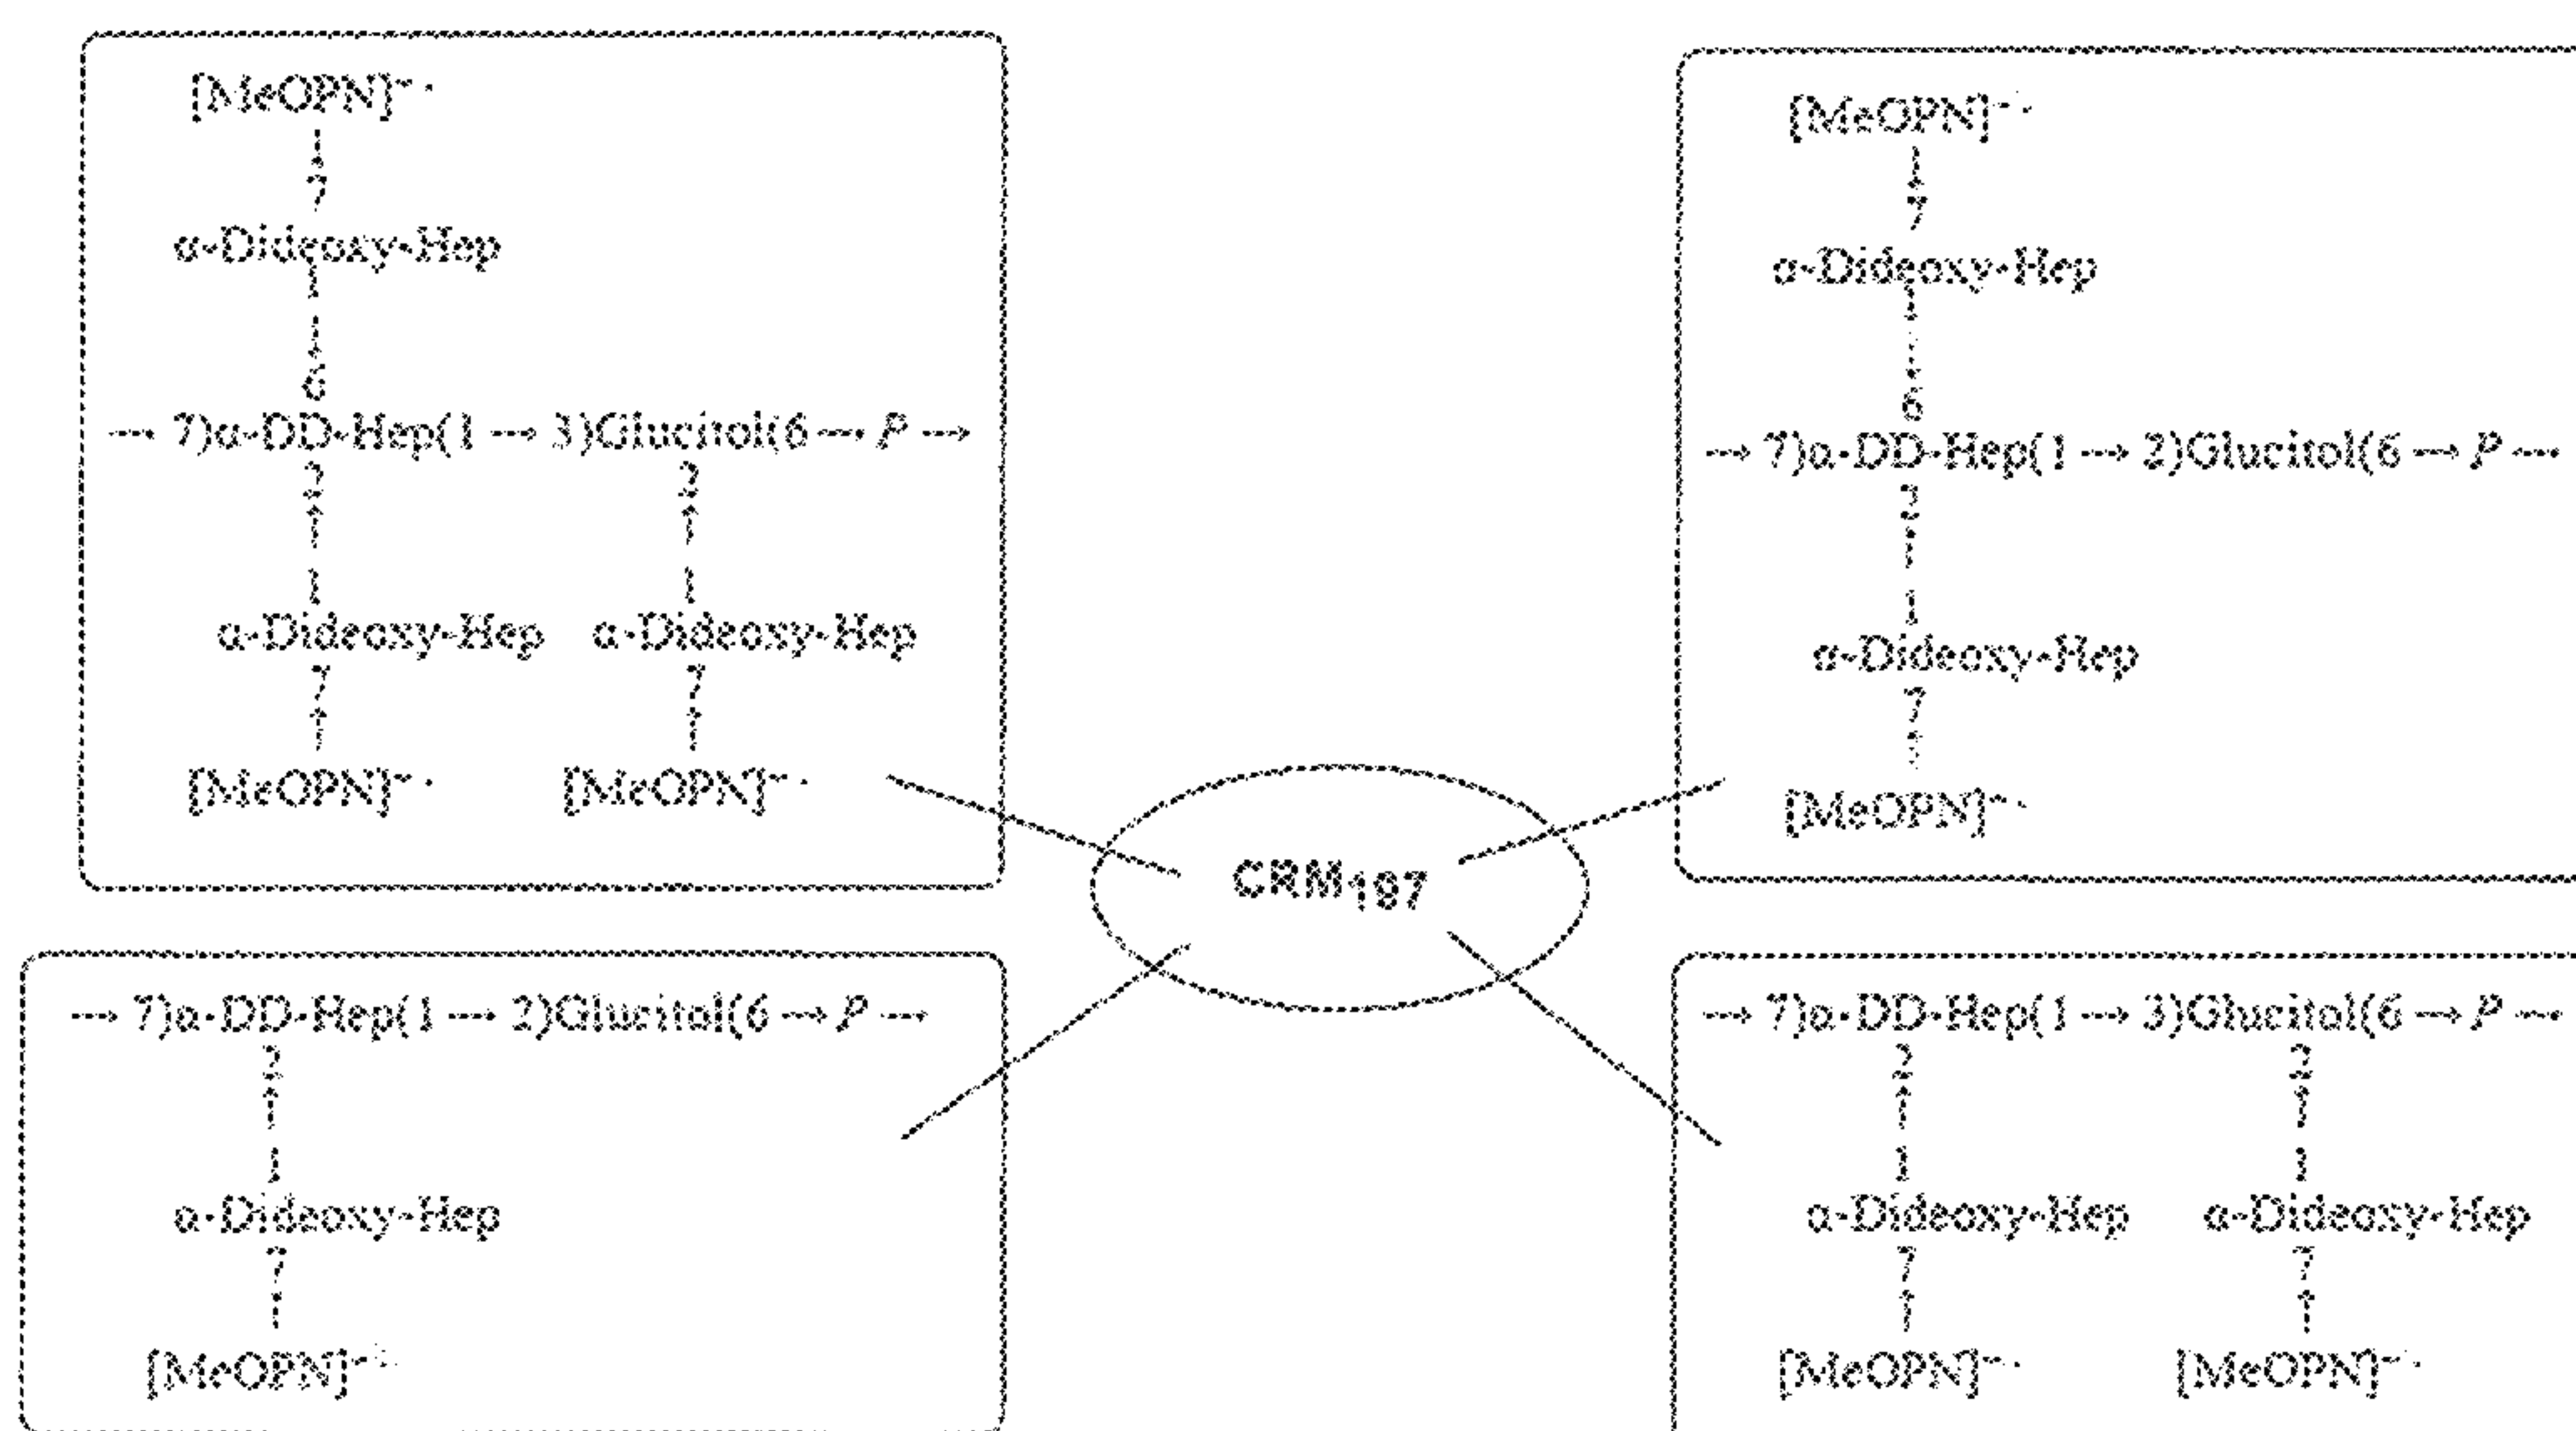 [MeOPN]~·
↑
7
α-Dideoxy-Hep
1
↓
6
→ 7)α-DD-Hep(1 → 3)Glucitol(6 → P →
2 2
↑ ↑
1 1
α-Dideoxy-Hep α-Dideoxy-Hep
7 7
↑ ↑
[MeOPN]~· [MeOPN]~·
[MeOPN]~·
↑
7
α-Dideoxy-Hep
1
↓
6
→ 7)α-DD-Hep(1 → 2)Glucitol(6 → P →
2
↑
1
α-Dideoxy-Hep
7
↑
[MeOPN]~·
CRM197
→ 7)α-DD-Hep(1 → 2)Glucitol(6 → P →
2
↑
1
α-Dideoxy-Hep
7
↑
[MeOPN]~·
→ 7)α-DD-Hep(1 → 3)Glucitol(6 → P →
2 2
↑ ↑
1 1
α-Dideoxy-Hep α-Dideoxy-Hep
7 7
↑ ↑
[MeOPN]~· [MeOPN]~·